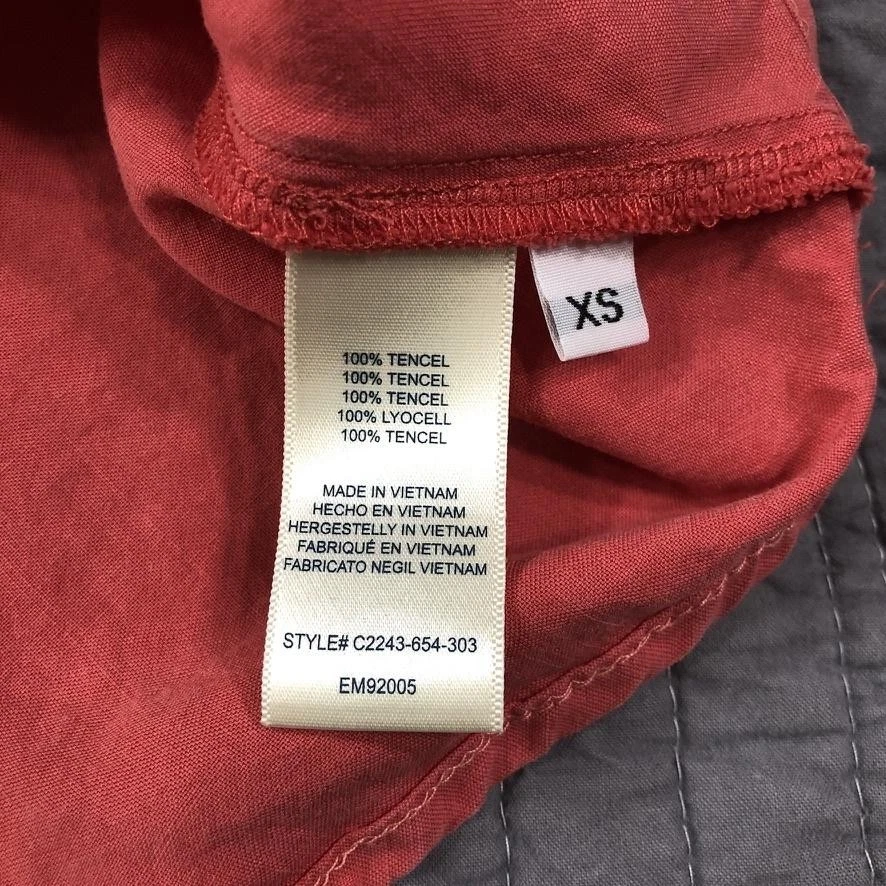 XS
100% TENCEL
100% TENCEL
100% TENCEL
100% LYOCELL
100% TENCEL
MADE IN VIETNAM
HECHO EN VIETNAM
HERGESTELLY IN VIETNAM
FABRIQUÉ EN VIETNAM
FABRICATO NEGIL VIETNAM
STYLE# C2243-654-303
EM92005